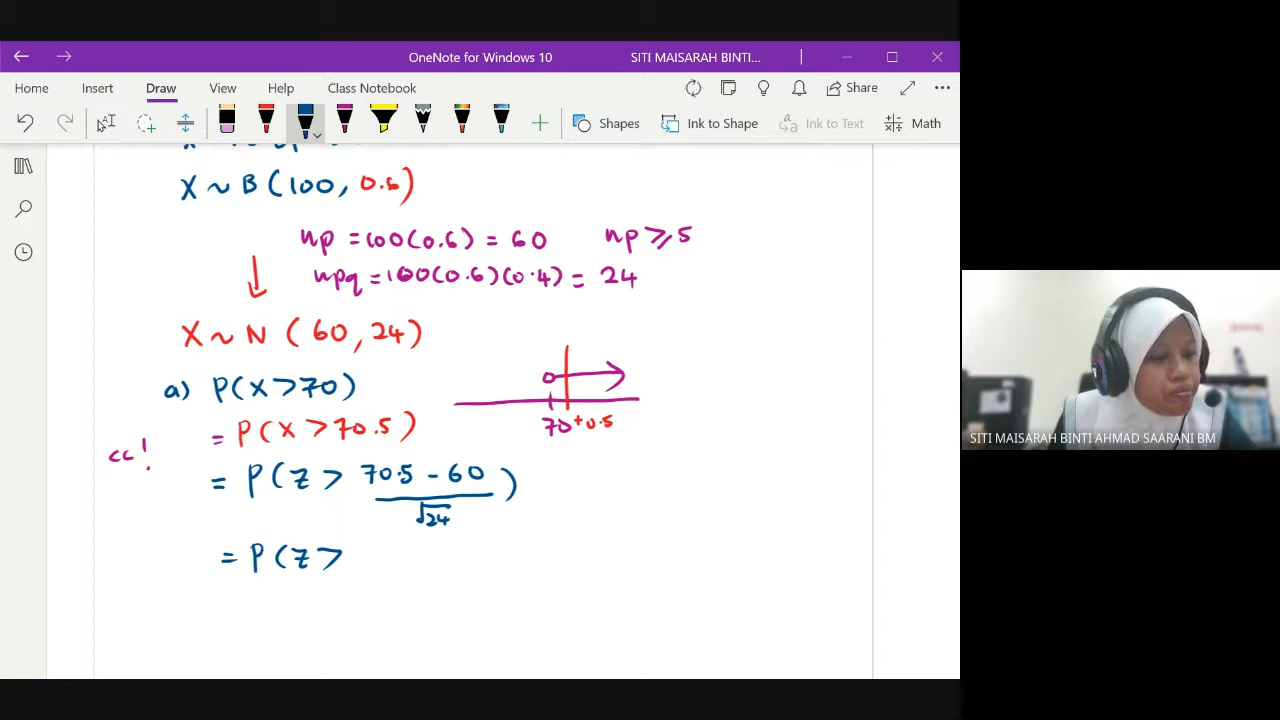 OneNote for Windows 10
SITI MAISARAH BINTI...
Home Insert Draw View Help Class Notebook
Share
Shapes Ink to Shape Ink to Text Math
X ~ B (100, 0.6)
np = 100(0.6) = 60 np ≥ 5
npq = 100(0.6)(0.4) = 24
X ~ N (60, 24)
a) P(X > 70)
= P(X > 70.5)
70 +0.5
cc!
= P(Z > 70.5 - 60 / √24)
= P(Z >
SITI MAISARAH BINTI AHMAD SAARANI BM